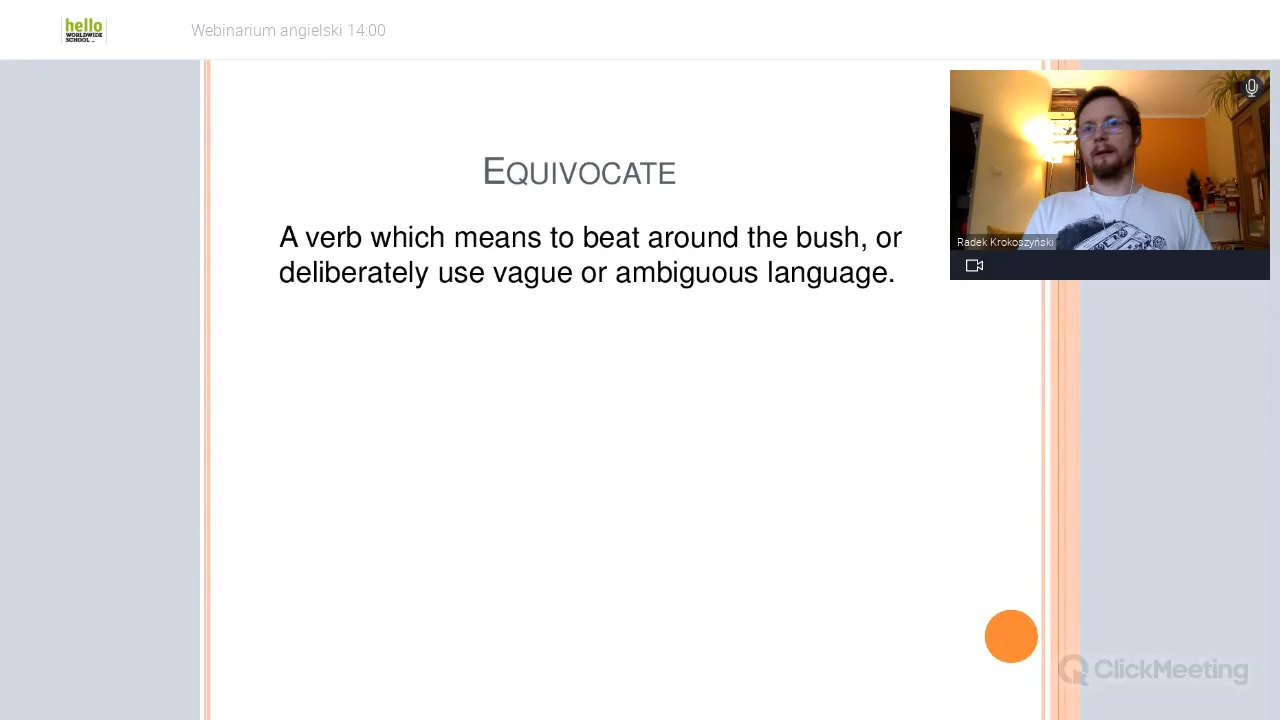 hello
WORLDWIDE
SCHOOL
Webinarium angielski 14:00
EQUIVOCATE
A verb which means to beat around the bush, or
deliberately use vague or ambiguous language.
Radek Krokoszyński
ClickMeeting